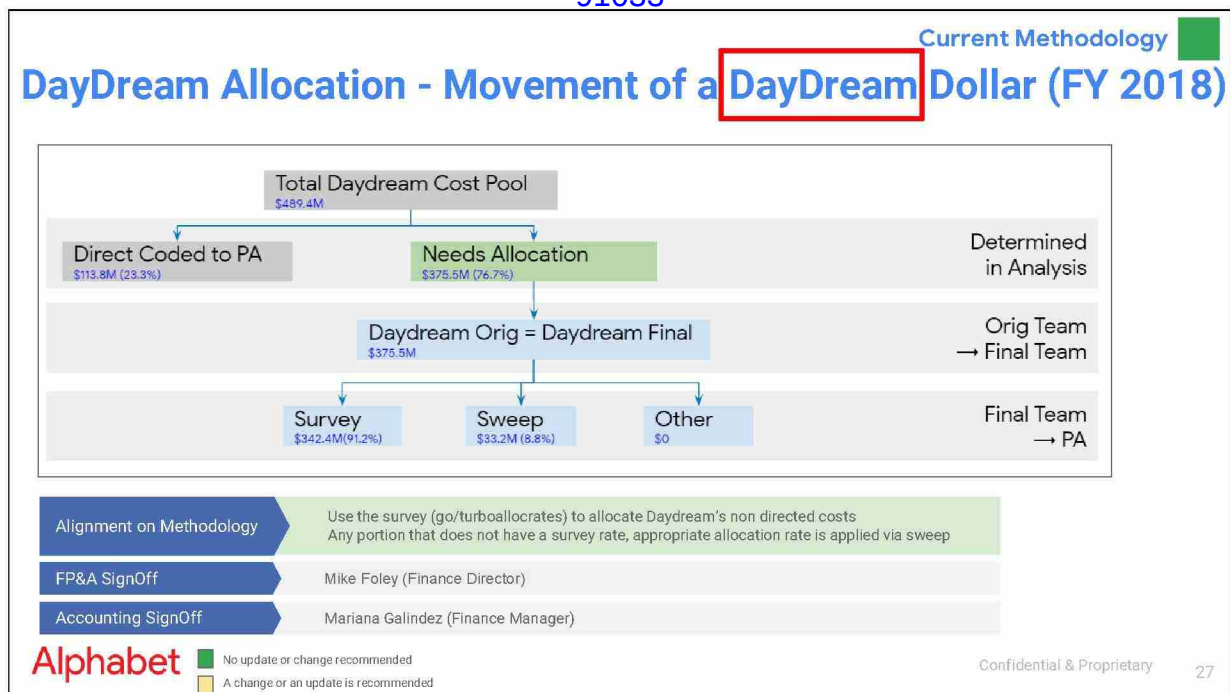 Current Methodology
DayDream Allocation - Movement of a DayDream Dollar (FY 2018)
Total Daydream Cost Pool
$489.4M
Direct Coded to PA
$113.8M (23.3%)
Needs Allocation
$375.5M (76.7%)
Determined
in Analysis
Daydream Orig = Daydream Final
$375.5M
Orig Team
→ Final Team
Survey
$342.4M(91.2%)
Sweep
$33.2M (8.8%)
Other
$0
Final Team
→ PA
Alignment on Methodology
Use the survey (go/turboallocrates) to allocate Daydream's non directed costs
Any portion that does not have a survey rate, appropriate allocation rate is applied via sweep
FP&A SignOff
Mike Foley (Finance Director)
Accounting SignOff
Mariana Galindez (Finance Manager)
Alphabet
No update or change recommended
A change or an update is recommended
Confidential & Proprietary
27